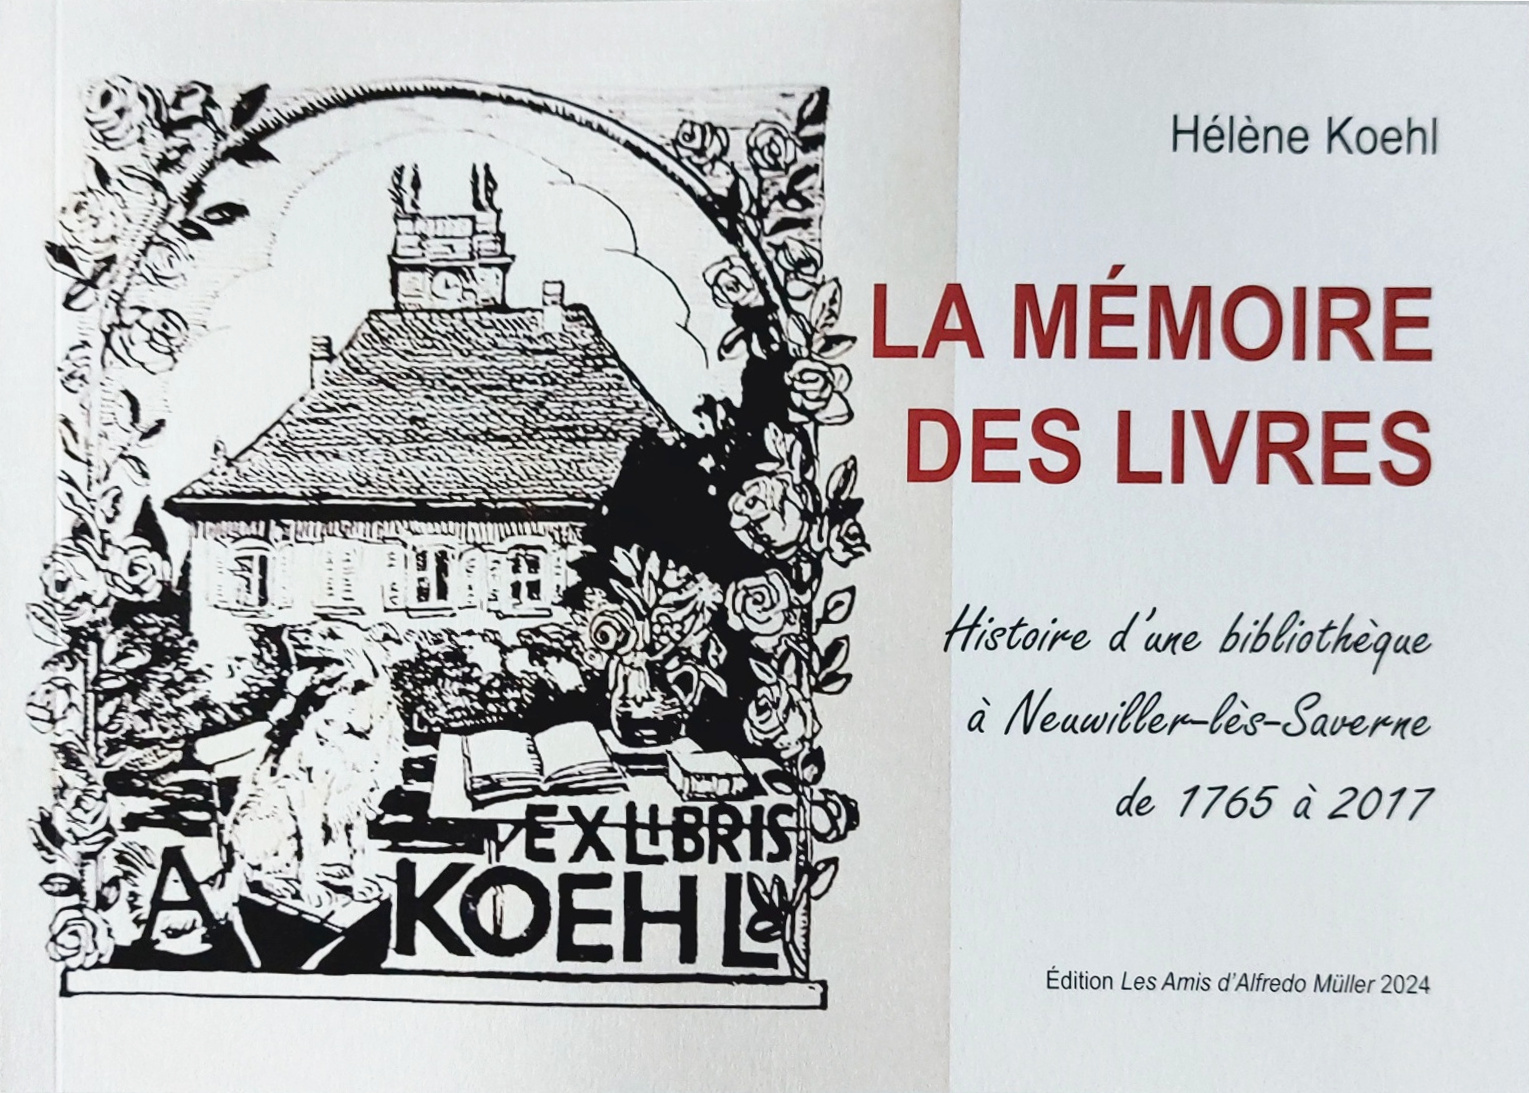 Hélène Koehl
LA MÉMOIRE
DES LIVRES
Histoire d'une bibliothèque
à Neuwiller-lès-Saverne
de 1765 à 2017
Édition Les Amis d'Alfredo Müller 2024
EX LIBRIS
A KOEHL